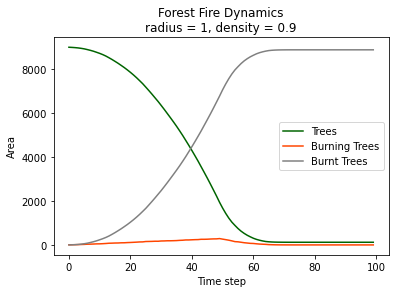 Forest Fire Dynamics
radius = 1, density = 0.9
8000
6000
4000
2000
0
Area
Trees
Burning Trees
Burnt Trees
0 20 40 60 80 100
Time step